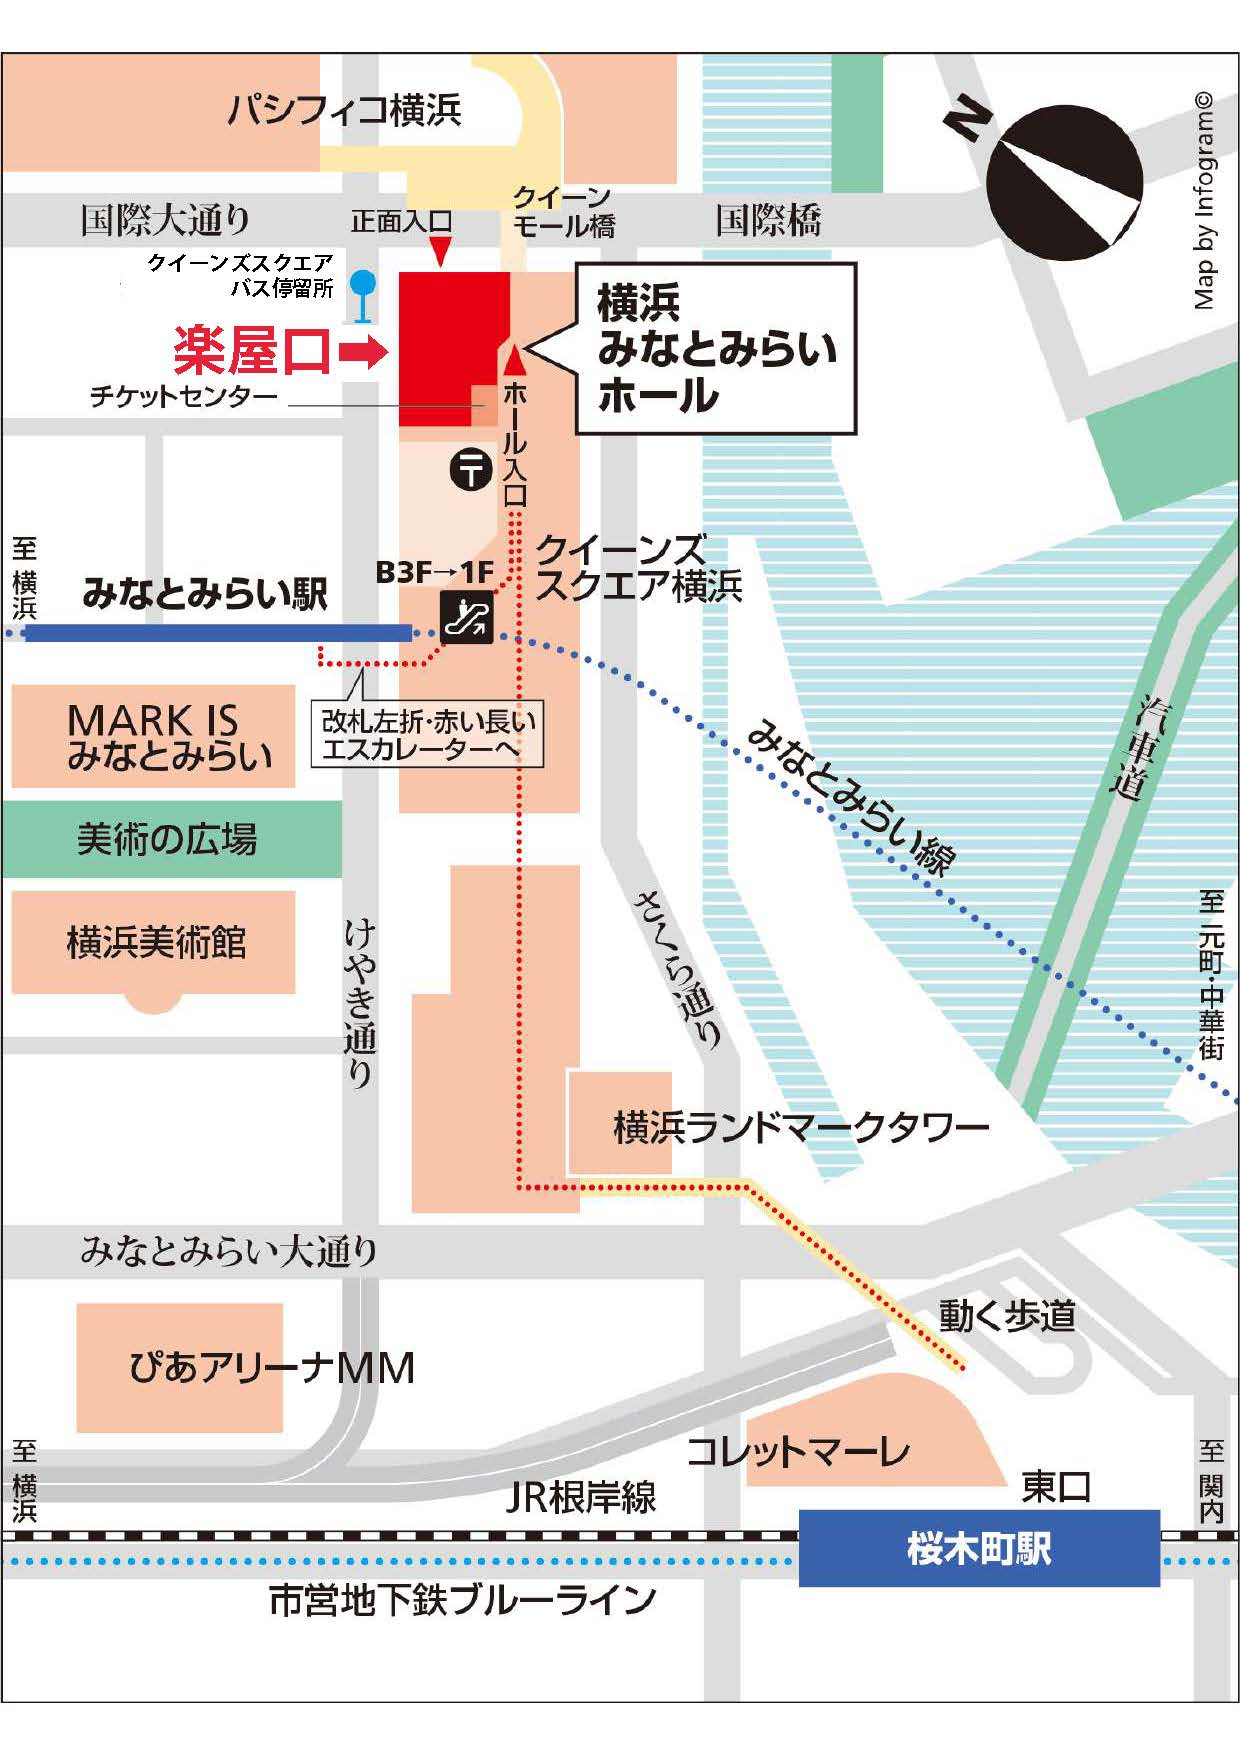 パシフィコ横浜
N
Map by Infogram©
国際大通り
正面入口
クイーン
モール橋
国際橋
クイーンズスクエア
バス停留所
横浜
みなとみらい
ホール
楽屋口
チケットセンター
ホール入口
〒
至横浜
みなとみらい駅
B3F→1F
クイーンズ
スクエア横浜
MARK IS
みなとみらい
改札左折・赤い長い
エスカレーターへ
汽車道
みなとみらい線
美術の広場
横浜美術館
けやき通り
さくら通り
至元町・中華街
横浜ランドマークタワー
みなとみらい大通り
動く歩道
ぴあアリーナMM
コレットマーレ
至横浜
JR根岸線
東口
至関内
桜木町駅
市営地下鉄ブルーライン